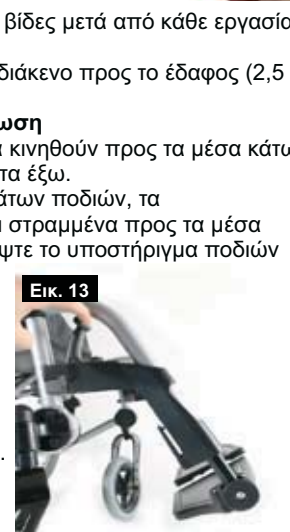 βίδες μετά από κάθε εργασία
διάκενο προς το έδαφος (2,5
ωση
κινηθούν προς τα μέσα κάτω
τα έξω.
άτων ποδιών, τα
στραμμένα προς τα μέσα
ψτε το υποστήριγμα ποδιών
Εικ. 13
.